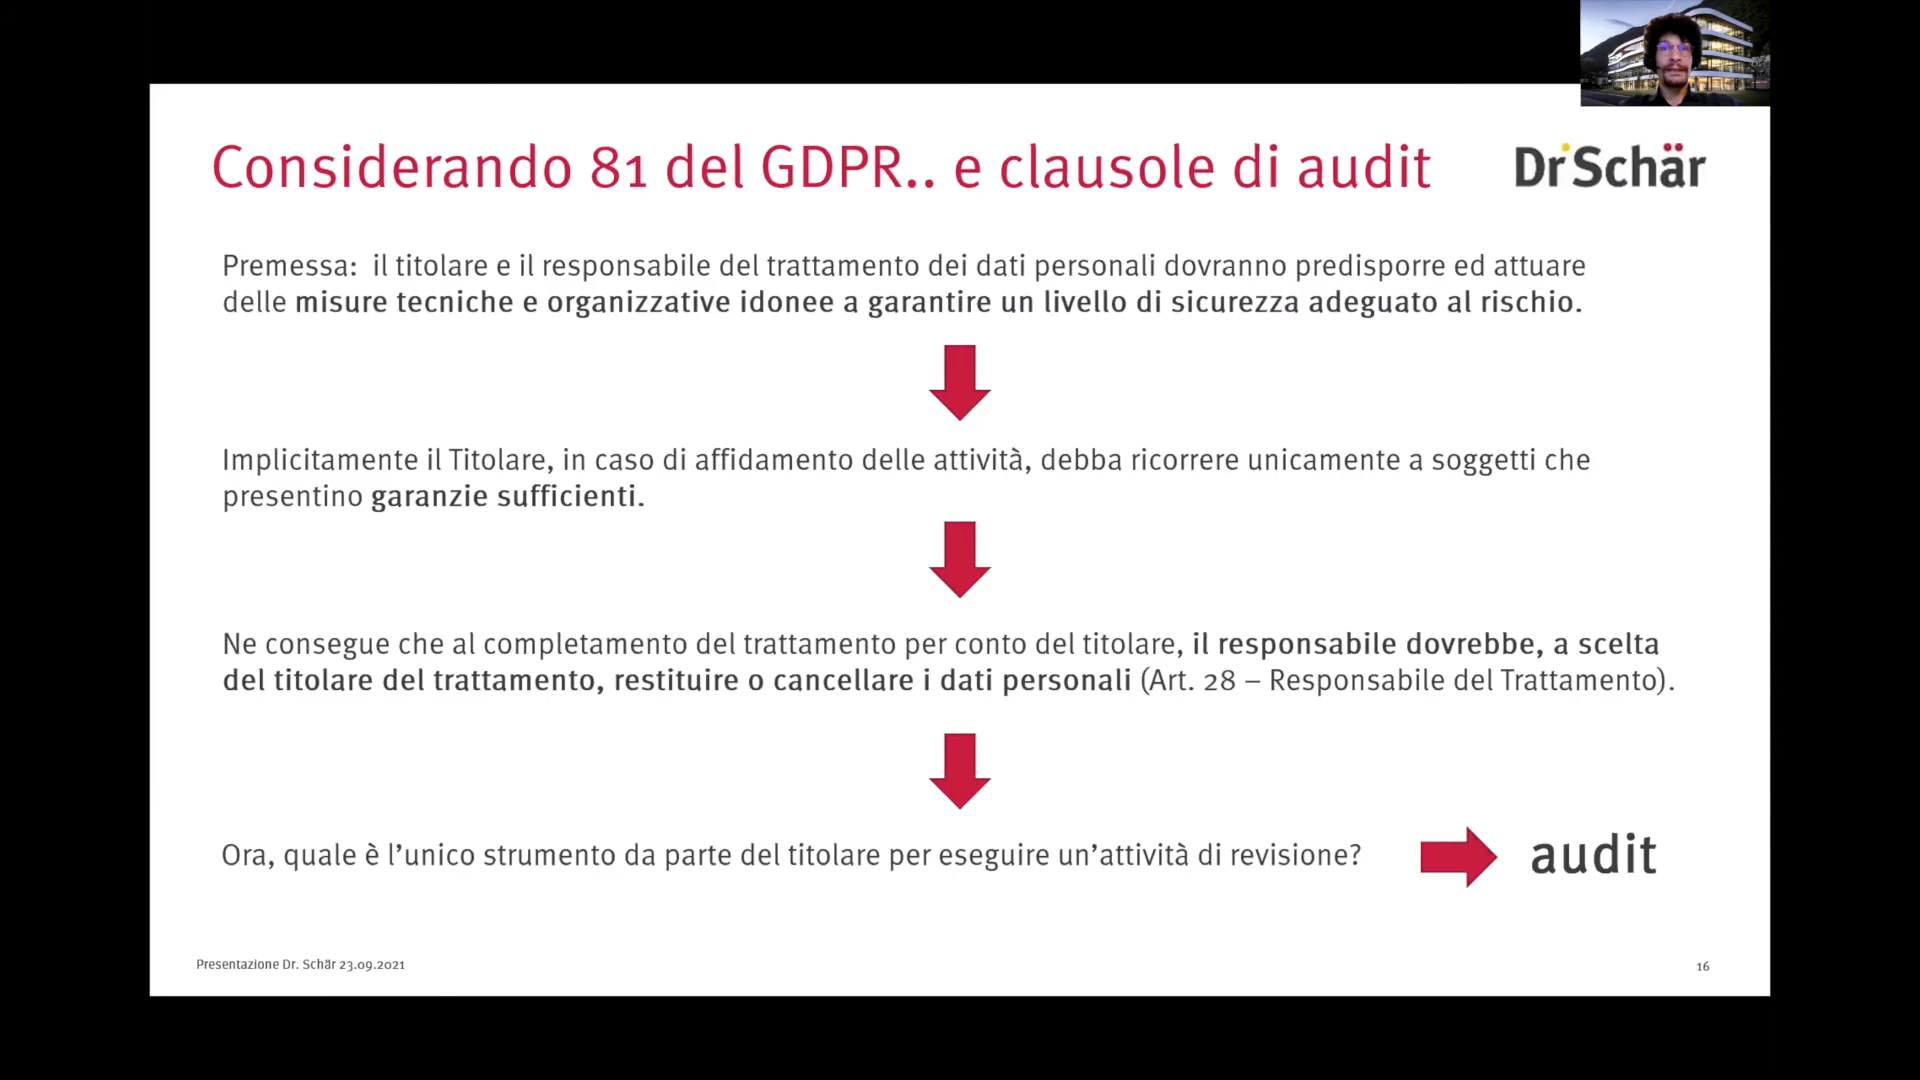 Considerando 81 del GDPR.. e clausole di audit
Dr Schär
Premessa:  il titolare e il responsabile del trattamento dei dati personali dovranno predisporre ed attuare
delle misure tecniche e organizzative idonee a garantire un livello di sicurezza adeguato al rischio.
Implicitamente il Titolare, in caso di affidamento delle attività, debba ricorrere unicamente a soggetti che
presentino garanzie sufficienti.
Ne consegue che al completamento del trattamento per conto del titolare, il responsabile dovrebbe, a scelta
del titolare del trattamento, restituire o cancellare i dati personali (Art. 28 – Responsabile del Trattamento).
Ora, quale è l’unico strumento da parte del titolare per eseguire un’attività di revisione?
audit
Presentazione Dr. Schär 23.09.2021
16